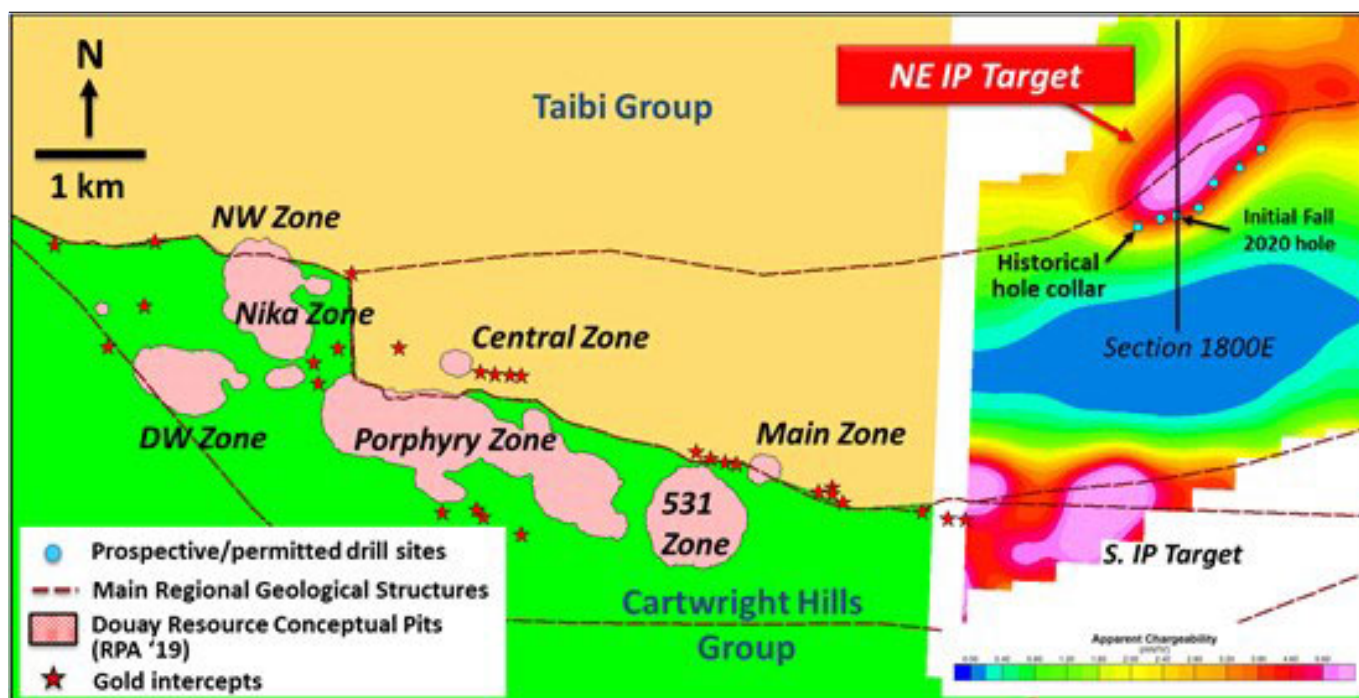 N
1 km
Taibi Group
NE IP Target
NW Zone
Nika Zone
Central Zone
DW Zone
Porphyry Zone
Main Zone
531
Zone
Initial Fall
2020 hole
Historical
hole collar
Section 1800E
S. IP Target
Cartwright Hills
Group
Prospective/permitted drill sites
Main Regional Geological Structures
Douay Resource Conceptual Pits
(RPA '19)
Gold intercepts
Apparent Chargeability